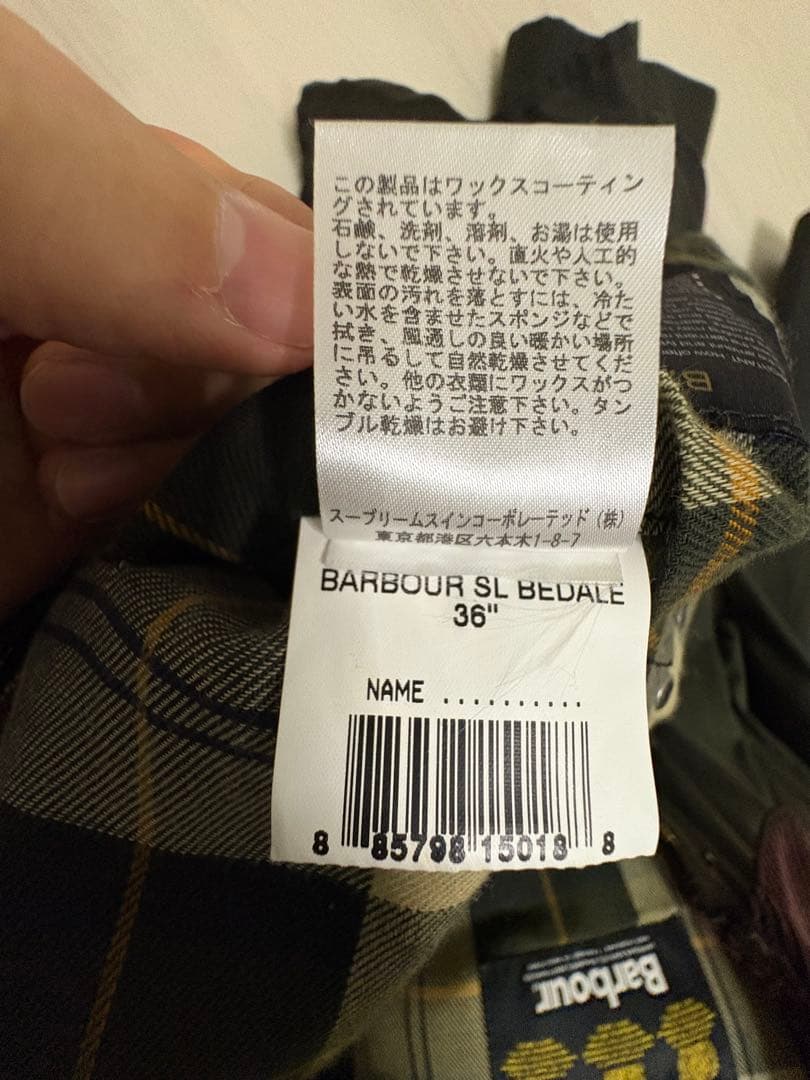 この製品はワックスコーティン
グされています。
石鹸、洗剤、溶剤、お湯は使用
しないで下さい。直火や人工的
な熱で乾燥させないで下さい。
表面の汚れを落とすには、冷た
い水を含ませたスポンジなどで
拭き、風通しの良い暖かい場所
に吊るして自然乾燥させてくだ
さい。他の衣類にワックスがつ
かないようご注意下さい。タン
ブル乾燥はお避け下さい。
スープリームスインコーポレーテッド(株)
東京都港区六本木1-8-7
BARBOUR SL BEDALE
36"
NAME ..........
8 85798 15018 8
Barbour